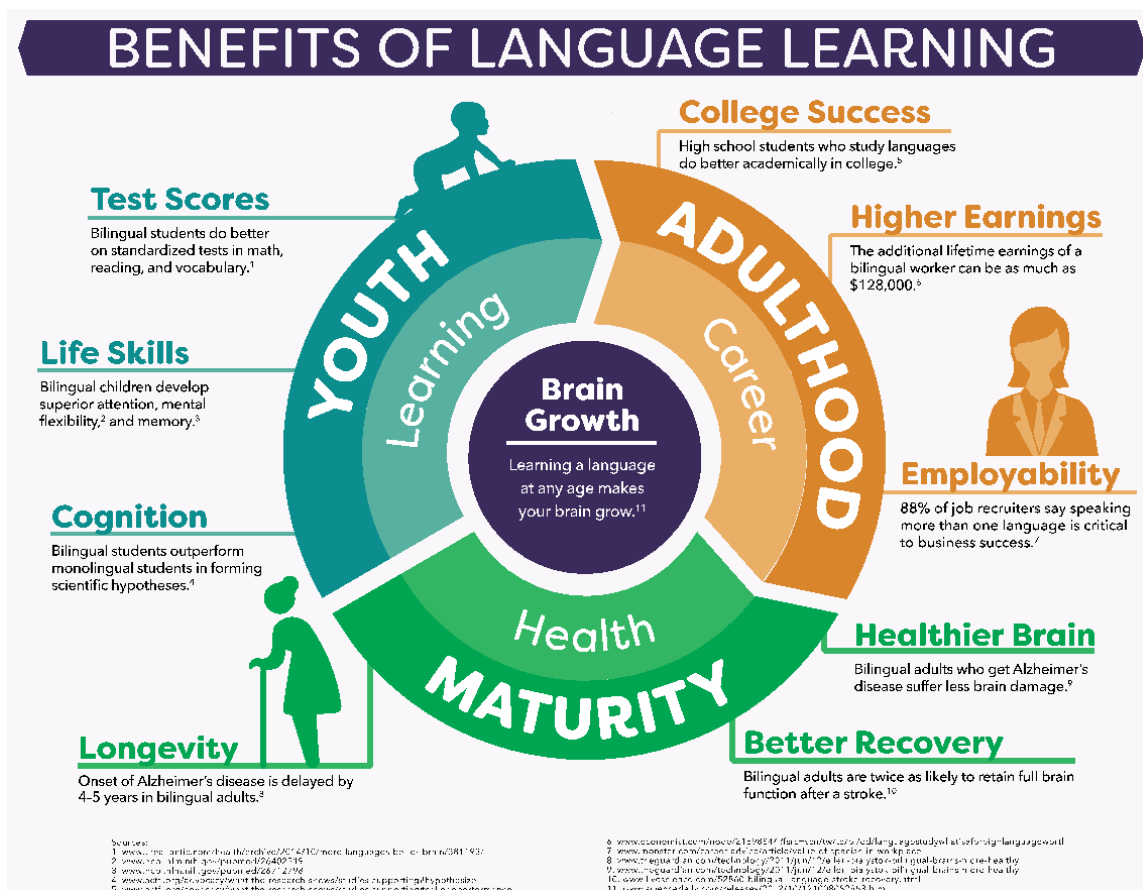 BENEFITS OF LANGUAGE LEARNING
Test Scores
Bilingual students do better
on standardized tests in math,
reading, and vocabulary.1
Life Skills
Bilingual children develop
superior attention, mental
flexibility,2 and memory.3
Cognition
Bilingual students outperform
monolingual students in forming
scientific hypotheses.4
YOUTH
Learning
College Success
High school students who study languages
do better academically in college.5
Higher Earnings
The additional lifetime earnings of a
bilingual worker can be as much as
$128,000.6
Employability
88% of job recruiters say speaking
more than one language is critical
to business success.7
ADULTHOOD
Career
Brain
Growth
Learning a language
at any age makes
your brain grow.11
Health
MATURITY
Healthier Brain
Bilingual adults who get Alzheimer's
disease suffer less brain damage.9
Better Recovery
Bilingual adults are twice as likely to retain full brain
function after a stroke.10
Longevity
Onset of Alzheimer's disease is delayed by
4-5 years in bilingual adults.8
Sources: